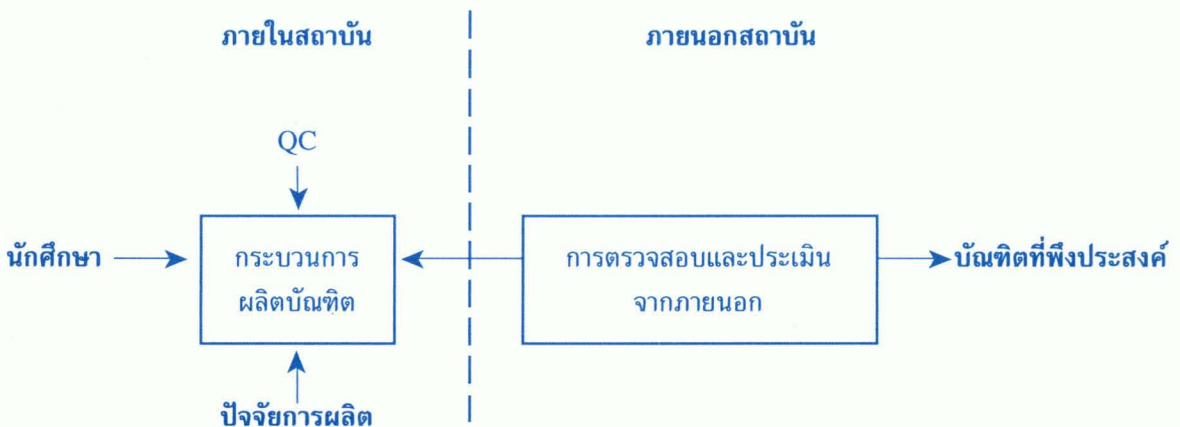 ภายในสถาบัน
ภายนอกสถาบัน
QC
นักศึกษา
กระบวนการ
ผลิตบัณฑิต
การตรวจสอบและประเมิน
จากภายนอก
บัณฑิตที่พึงประสงค์
ปัจจัยการผลิต